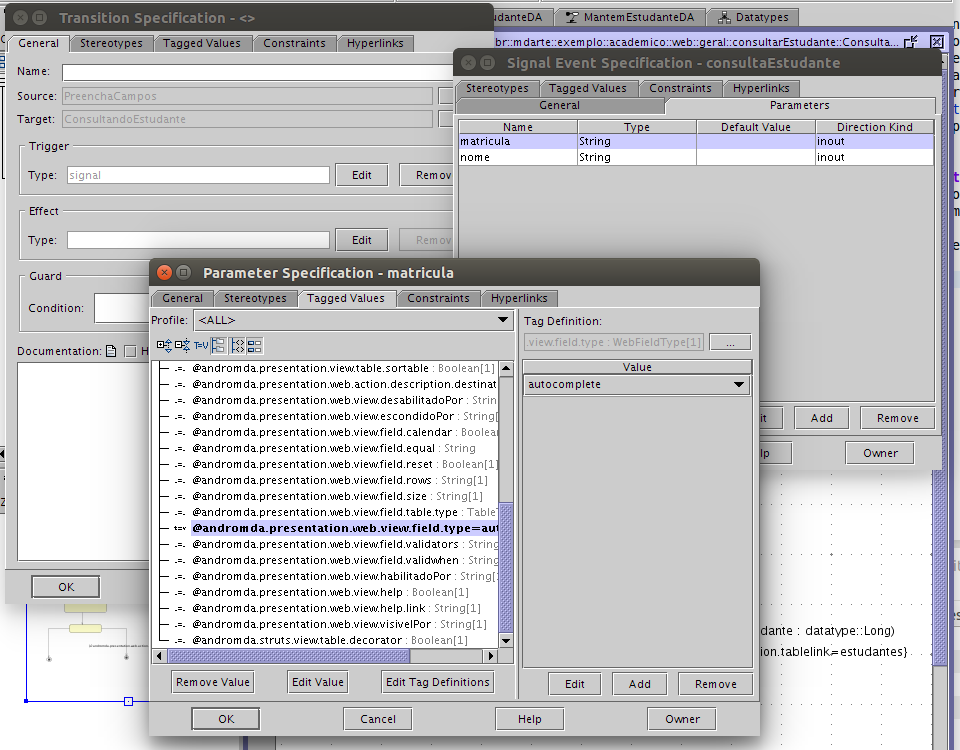 Transition Specification - <>
udanteDA
MantemEstudanteDA
Datatypes
br::mdarte::exemplo::academico::web::geral::consultarEstudante::Consulta...
General
Stereotypes
Tagged Values
Constraints
Hyperlinks
Name:
Source: PreenchaCampos
Target: ConsultandoEstudante
Trigger
Type: signal
Edit
Remov
Effect
Type:
Edit
Remov
Guard
Condition:
Documentation:
H
OK
Signal Event Specification - consultaEstudante
Stereotypes
Tagged Values
Constraints
Hyperlinks
General
Parameters
Name Type Default Value Direction Kind
matricula String inout
nome String inout
it
Add
Remove
lp
Owner
Parameter Specification - matricula
General
Stereotypes
Tagged Values
Constraints
Hyperlinks
Profile: <ALL>
.=. @andromda.presentation.view.table.sortable : Boolean[1]
.=. @andromda.presentation.web.action.description.destinat
.=. @andromda.presentation.web.view.desabilitadoPor : Strin
.=. @andromda.presentation.web.view.escondidoPor : String[
.=. @andromda.presentation.web.view.field.calendar : Boolean
.=. @andromda.presentation.web.view.field.equal : String
.=. @andromda.presentation.web.view.field.reset : Boolean[1]
.=. @andromda.presentation.web.view.field.rows : String[1]
.=. @andromda.presentation.web.view.field.size : String[1]
.=. @andromda.presentation.web.view.field.table.type : TableT
t=v @andromda.presentation.web.view.field.type=aut
.=. @andromda.presentation.web.view.field.validators : String
.=. @andromda.presentation.web.view.field.validwhen : String
.=. @andromda.presentation.web.view.habilitadoPor : String[
.=. @andromda.presentation.web.view.help : Boolean[1]
.=. @andromda.presentation.web.view.help.link : String[1]
.=. @andromda.presentation.web.view.visivelPor : String[1]
.=. @andromda.struts.view.table.decorator : Boolean[1]
Remove Value
Edit Value
Edit Tag Definitions
Tag Definition:
.view.field.type : WebFieldType[1]
...
Value
autocomplete
Edit
Add
Remove
OK
Cancel
Help
Owner
dante : datatype::Long)
ion.tablelink=estudantes}